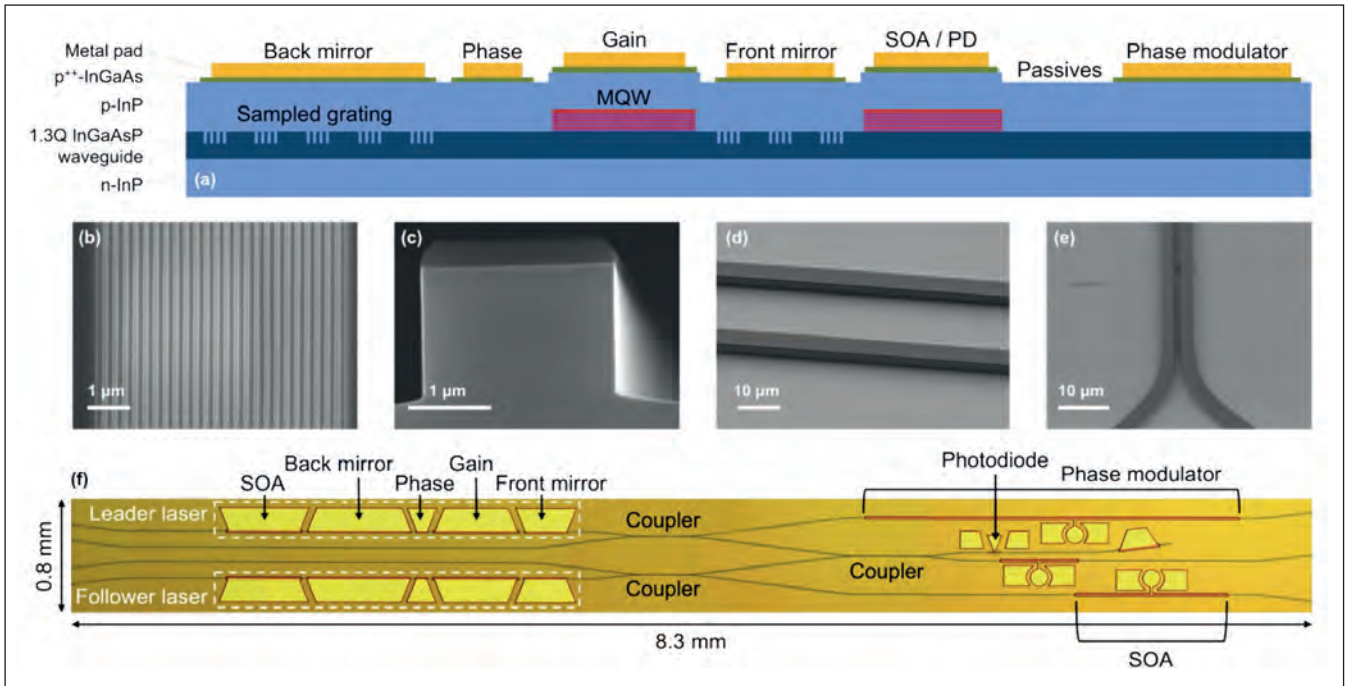 Back mirror
Phase
Gain
Front mirror
SOA / PD
Passives
Phase modulator
Metal pad
p⁺⁺-InGaAs
p-InP
1.3Q InGaAsP
waveguide
n-InP
Sampled grating
MQW
(a)
(b)
1 µm
(c)
1 µm
(d)
10 µm
(e)
10 µm
(f)
SOA
Back mirror
Phase
Gain
Front mirror
Photodiode
Phase modulator
Leader laser
Follower laser
Coupler
Coupler
Coupler
0.8 mm
8.3 mm
SOA